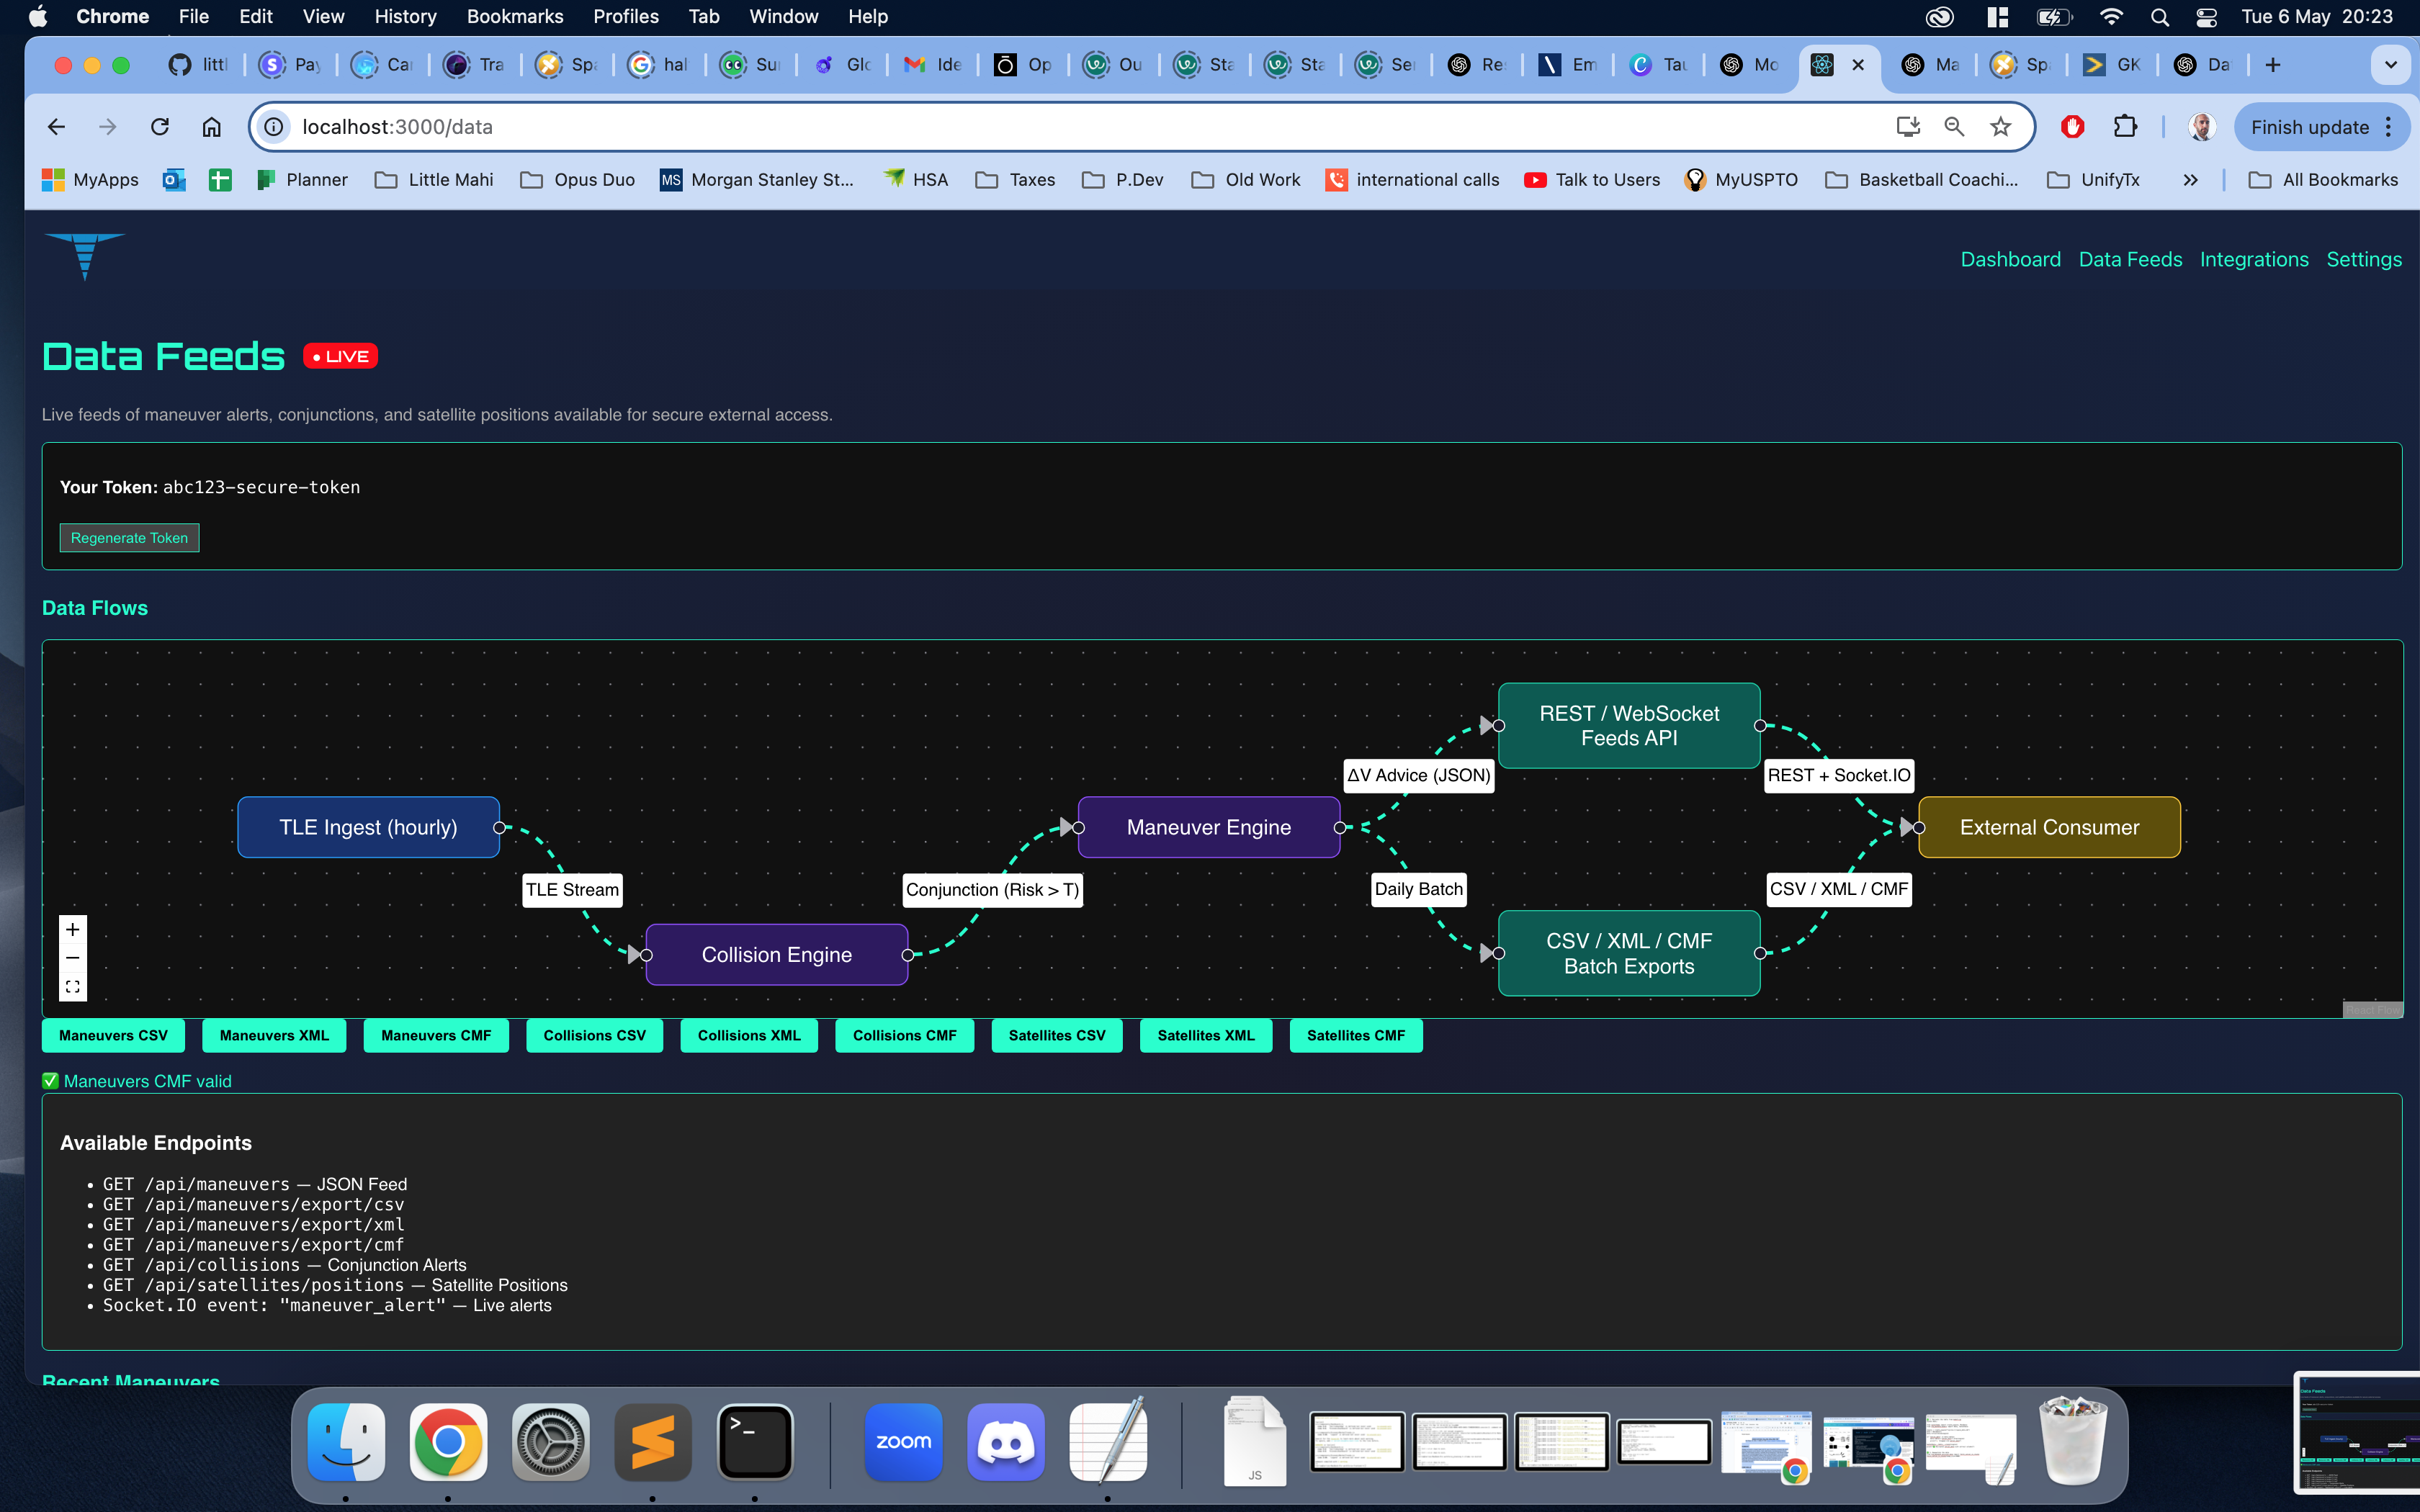 Chrome File Edit View History Bookmarks Profiles Tab Window Help Tue 6 May 20:23
littl Pay Car Tra Spa hal Sur Glo Ide Op Ou Sta Sta Ser Re: Em Tau Mo Ma Spa GK Da
localhost:3000/data Finish update
MyApps Planner Little Mahi Opus Duo MS Morgan Stanley St... HSA Taxes P.Dev Old Work international calls Talk to Users MyUSPTO Basketball Coachi... UnifyTx All Bookmarks
Dashboard Data Feeds Integrations Settings
Data Feeds LIVE
Live feeds of maneuver alerts, conjunctions, and satellite positions available for secure external access.
Your Token: abc123-secure-token
Regenerate Token
Data Flows
REST / WebSocket
Feeds API
ΔV Advice (JSON) REST + Socket.IO
TLE Ingest (hourly) Maneuver Engine External Consumer
TLE Stream Conjunction (Risk > T) Daily Batch CSV / XML / CMF
Collision Engine
CSV / XML / CMF
Batch Exports
React Flow
Maneuvers CSV Maneuvers XML Maneuvers CMF Collisions CSV Collisions XML Collisions CMF Satellites CSV Satellites XML Satellites CMF
✅ Maneuvers CMF valid
Available Endpoints
• GET /api/maneuvers — JSON Feed
• GET /api/maneuvers/export/csv
• GET /api/maneuvers/export/xml
• GET /api/maneuvers/export/cmf
• GET /api/collisions — Conjunction Alerts
• GET /api/satellites/positions — Satellite Positions
• Socket.IO event: "maneuver_alert" — Live alerts
Recent Maneuvers
zoom JS